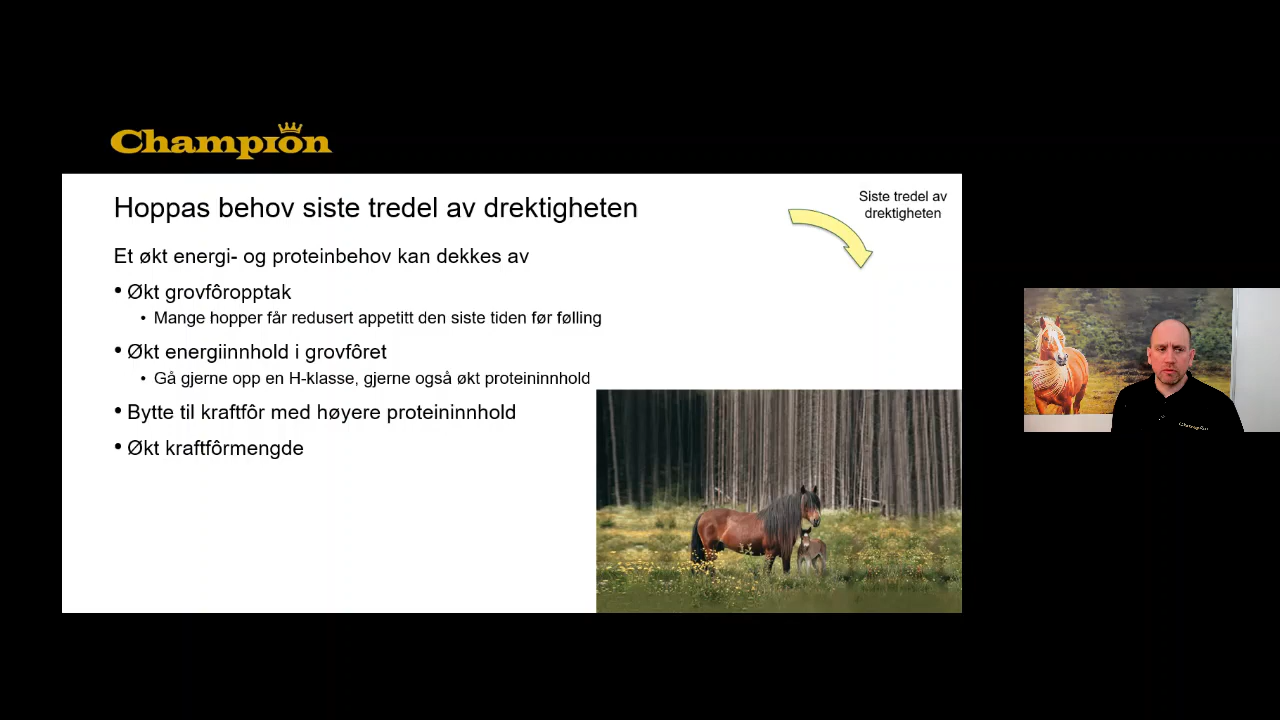 Champion
Hoppas behov siste tredel av drektigheten
Siste tredel av
drektigheten
Et økt energi- og proteinbehov kan dekkes av
• Økt grovfôropptak
• Mange hopper får redusert appetitt den siste tiden før følling
• Økt energiinnhold i grovfôret
• Gå gjerne opp en H-klasse, gjerne også økt proteininnhold
• Bytte til kraftfôr med høyere proteininnhold
• Økt kraftfôrmengde
Champion